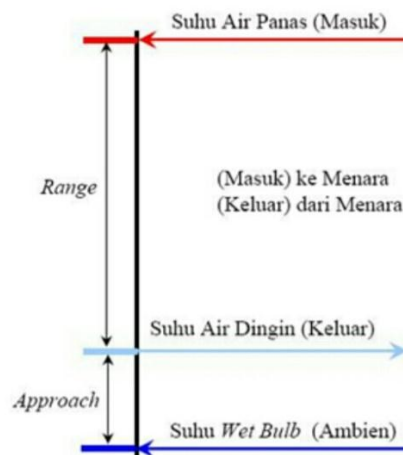 Suhu Air Panas (Masuk)
Range
(Masuk) ke Menara
(Keluar) dari Menara
Suhu Air Dingin (Keluar)
Approach
Suhu Wet Bulb (Ambien)